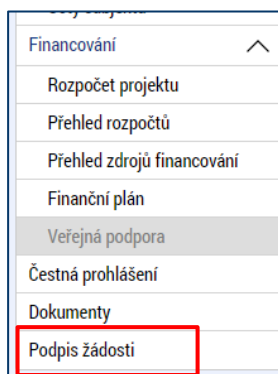 Financování
Rozpočet projektu
Přehled rozpočtů
Přehled zdrojů financování
Finanční plán
Veřejná podpora
Čestná prohlášení
Dokumenty
Podpis žádosti